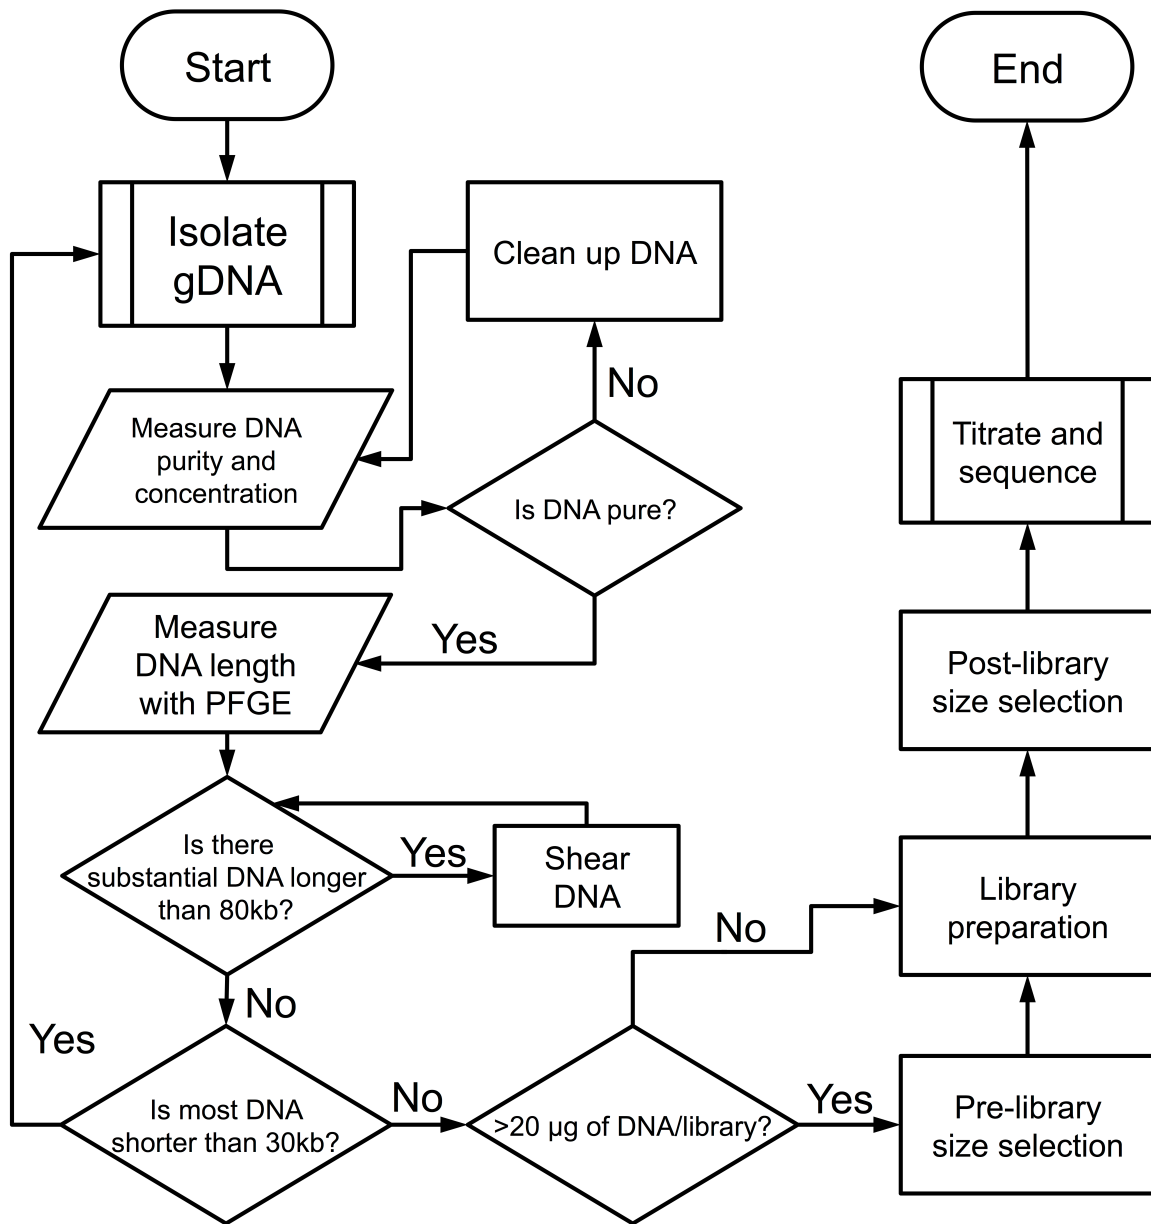 Start
End
Isolate
gDNA
Clean up DNA
No
Measure DNA
purity and
concentration
Is DNA pure?
Titrate and
sequence
Yes
Measure
DNA length
with PFGE
Post-library
size selection
Is there
substantial DNA longer
than 80kb?
Yes
Shear
DNA
Library
preparation
No
No
Yes
Is most DNA
shorter than 30kb?
No
>20 µg of DNA/library?
Yes
Pre-library
size selection